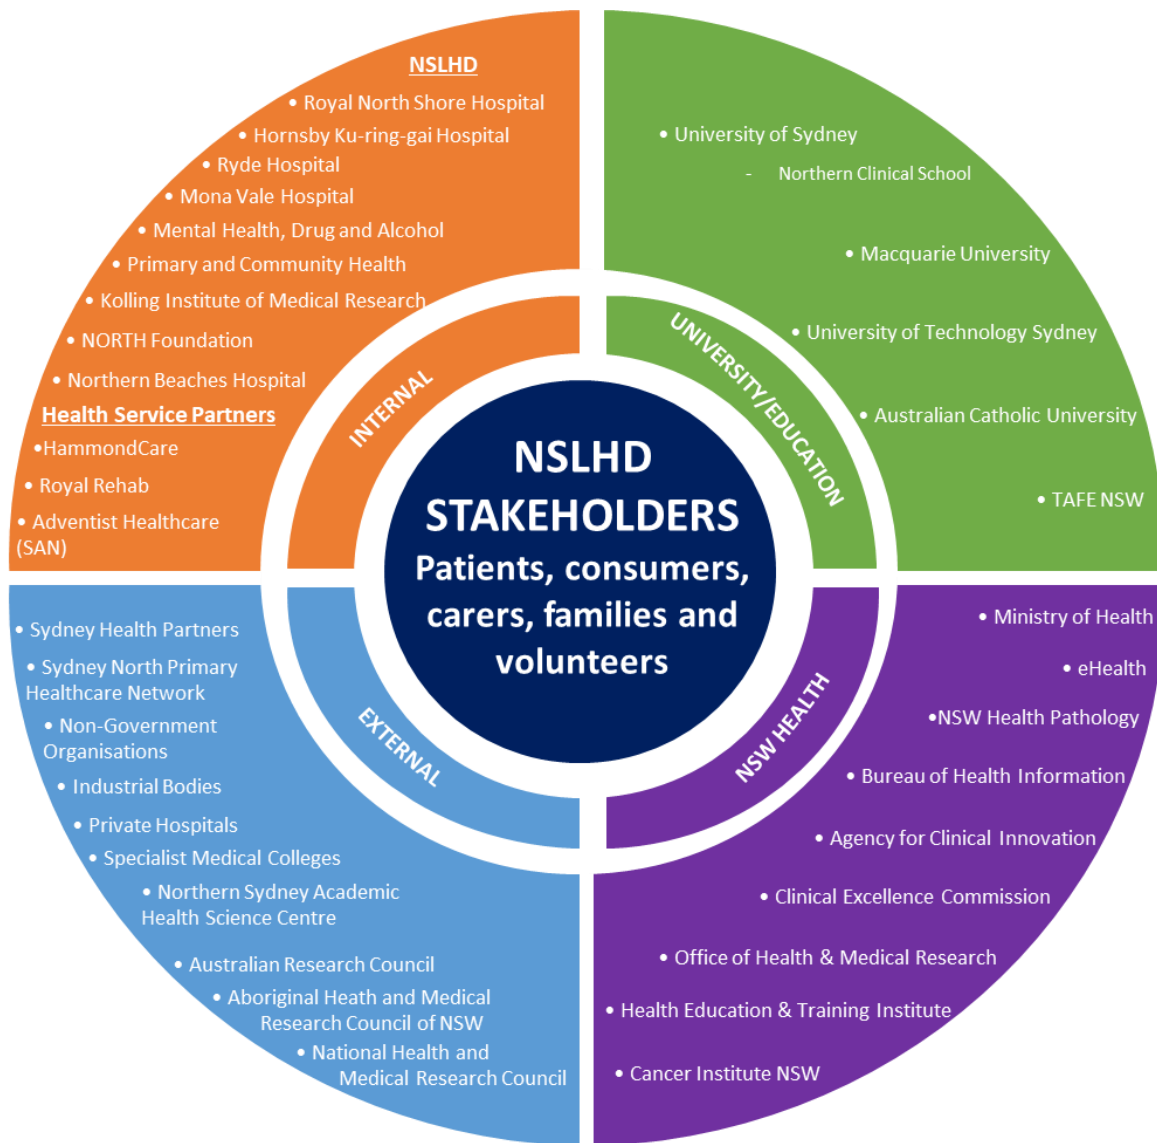 NSLHD
• Royal North Shore Hospital
• Hornsby Ku-ring-gai Hospital
• Ryde Hospital
• Mona Vale Hospital
• Mental Health, Drug and Alcohol
• Primary and Community Health
• Kolling Institute of Medical Research
• NORTH Foundation
• Northern Beaches Hospital
Health Service Partners
•HammondCare
• Royal Rehab
• Adventist Healthcare
(SAN)
INTERNAL
• University of Sydney
- Northern Clinical School
• Macquarie University
• University of Technology Sydney
• Australian Catholic University
• TAFE NSW
UNIVERSITY/EDUCATION
NSLHD
STAKEHOLDERS
Patients, consumers,
carers, families and
volunteers
• Sydney Health Partners
• Sydney North Primary
Healthcare Network
• Non-Government
Organisations
• Industrial Bodies
• Private Hospitals
• Specialist Medical Colleges
• Northern Sydney Academic
Health Science Centre
• Australian Research Council
• Aboriginal Heath and Medical
Research Council of NSW
• National Health and
Medical Research Council
EXTERNAL
NSW HEALTH
• Ministry of Health
• eHealth
•NSW Health Pathology
• Bureau of Health Information
• Agency for Clinical Innovation
• Clinical Excellence Commission
• Office of Health & Medical Research
• Health Education & Training Institute
• Cancer Institute NSW